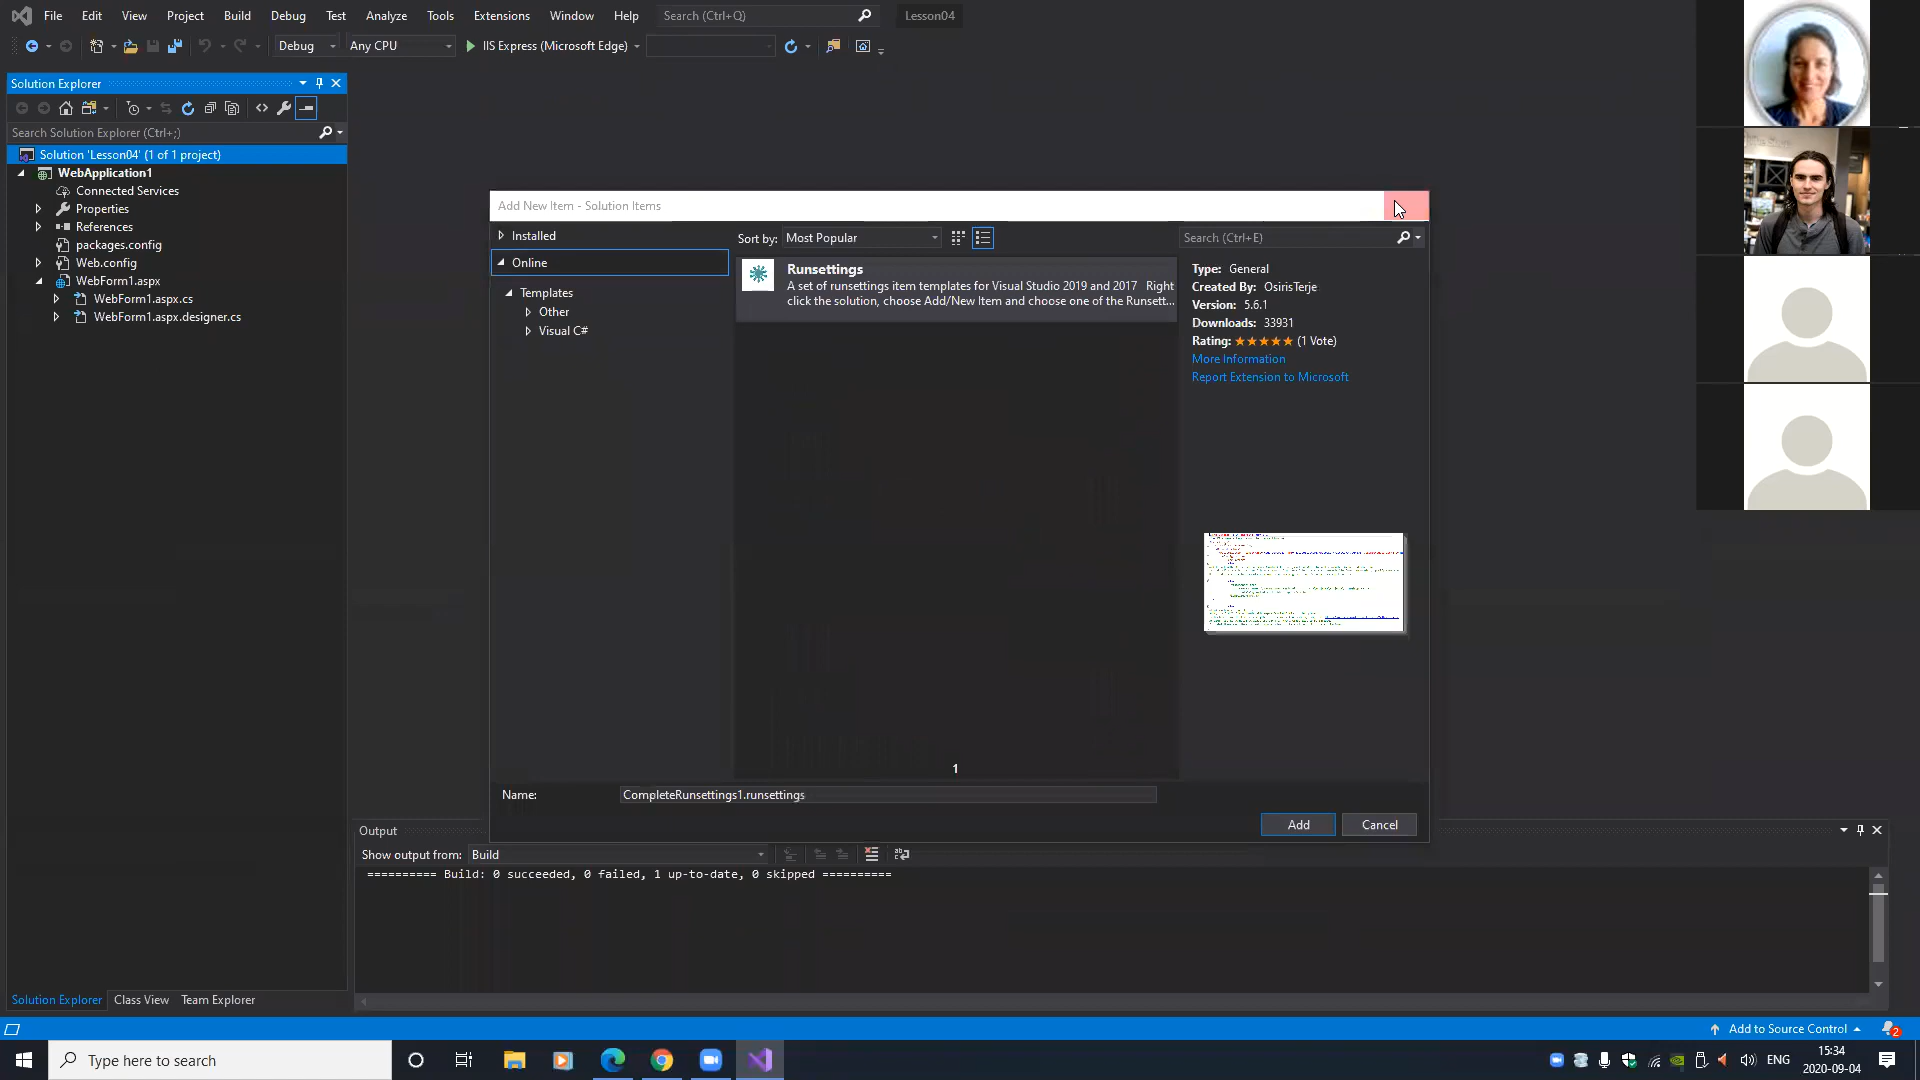 File Edit View Project Build Debug Test Analyze Tools Extensions Window Help Search (Ctrl+Q) Lesson04
Debug Any CPU IIS Express (Microsoft Edge)
Solution Explorer
Search Solution Explorer (Ctrl+;)
Solution 'Lesson04' (1 of 1 project)
WebApplication1
Connected Services
Properties
References
packages.config
Web.config
WebForm1.aspx
WebForm1.aspx.cs
WebForm1.aspx.designer.cs
Add New Item - Solution Items
Installed
Online
Templates
Other
Visual C#
Sort by: Most Popular
Search (Ctrl+E)
Runsettings
A set of runsettings item templates for Visual Studio 2019 and 2017 Right
click the solution, choose Add/New Item and choose one of the Runsett...
Type: General
Created By: OsirisTerje
Version: 5.6.1
Downloads: 33931
Rating: (1 Vote)
More Information
Report Extension to Microsoft
1
Name: CompleteRunsettings1.runsettings
Add Cancel
Output
Show output from: Build
========== Build: 0 succeeded, 0 failed, 1 up-to-date, 0 skipped ==========
Solution Explorer Class View Team Explorer
Add to Source Control 2
Type here to search
ENG
15:34
2020-09-04